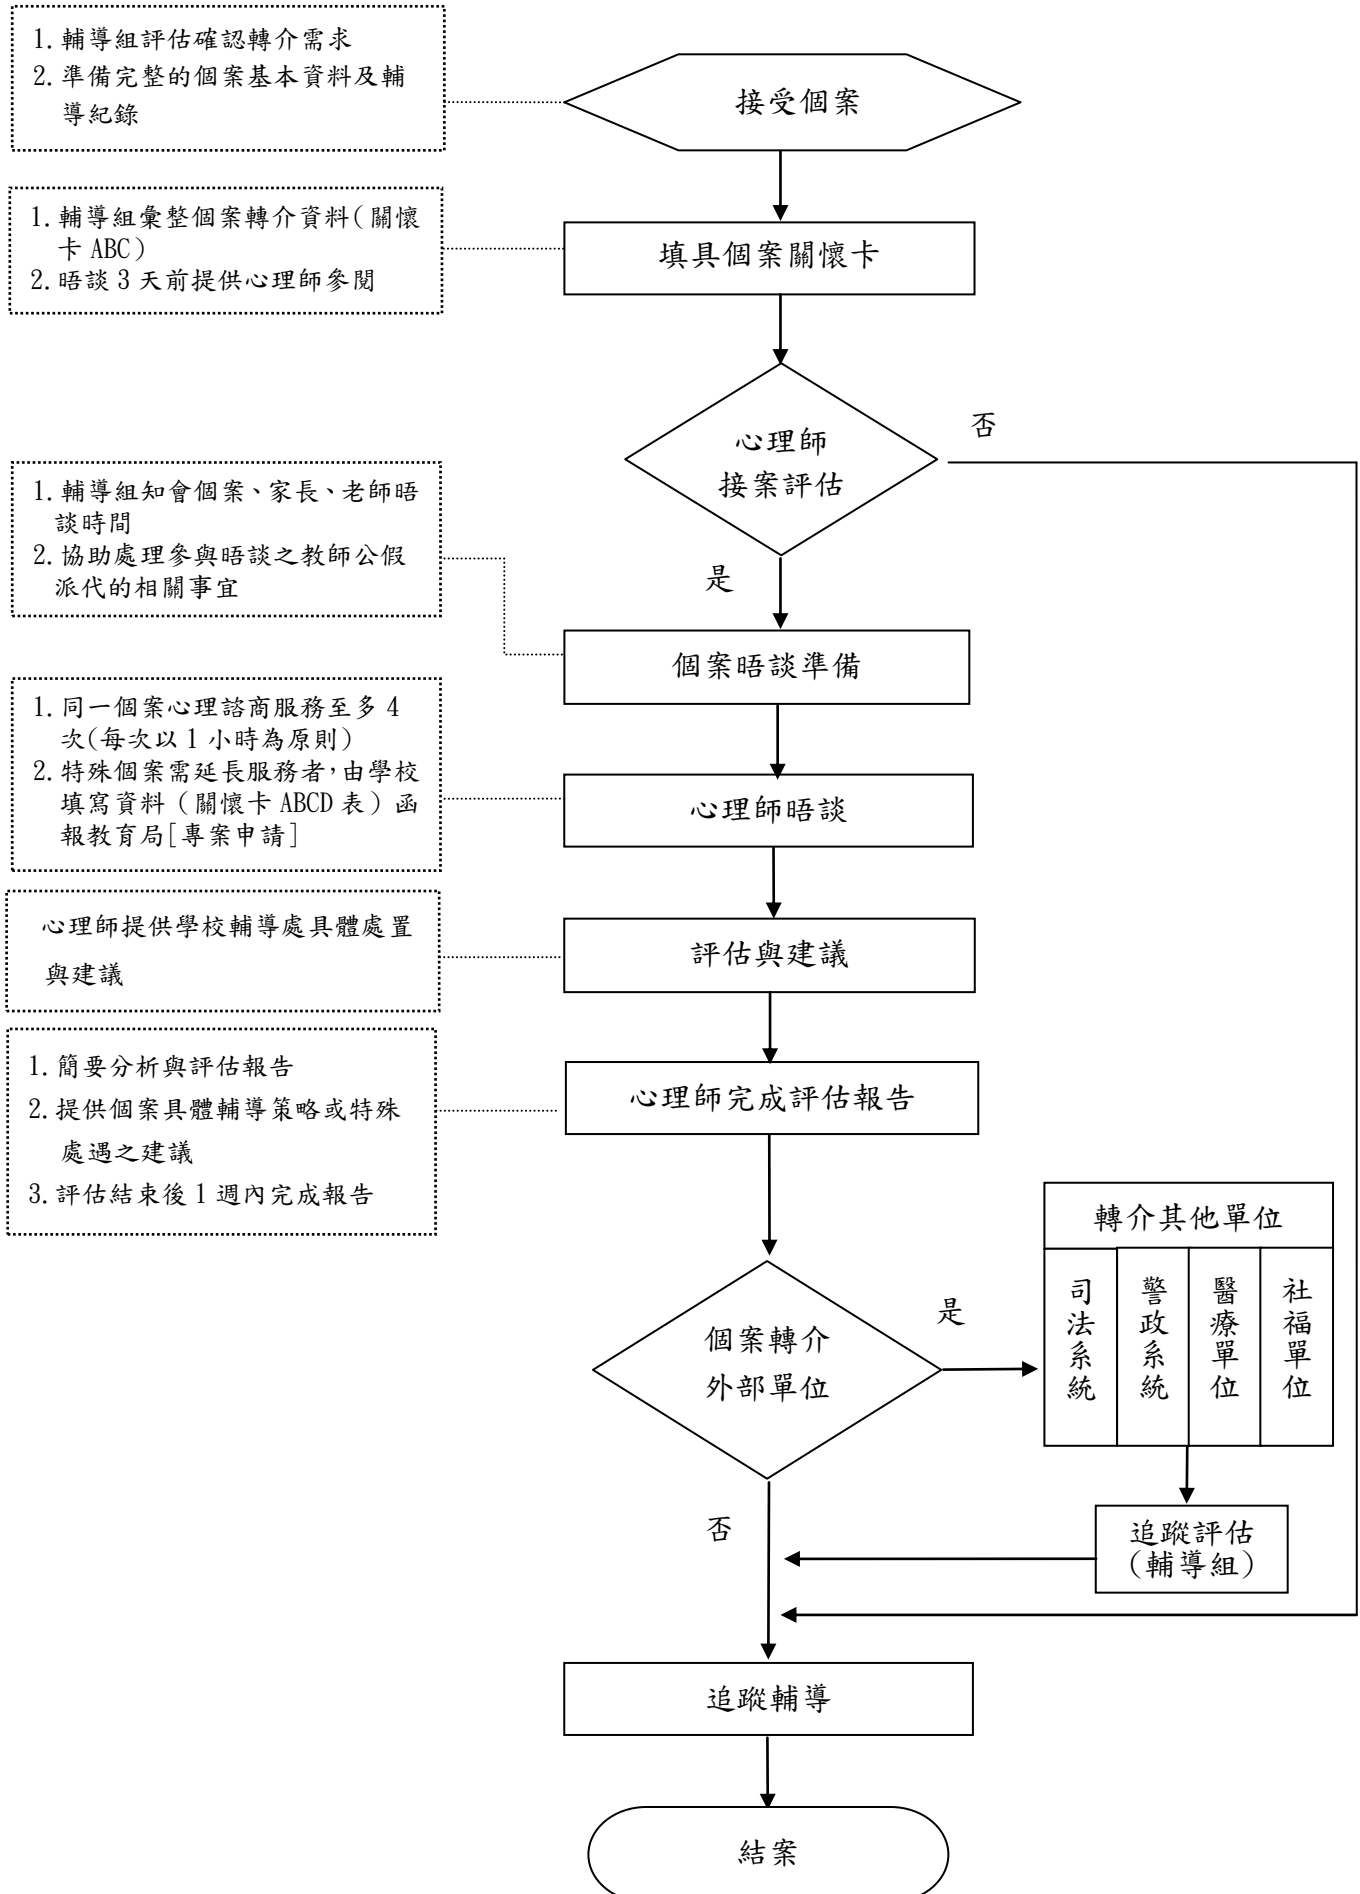 1. 輔導組評估確認轉介需求
2. 準備完整的個案基本資料及輔
導紀錄
接受個案
1. 輔導組彙整個案轉介資料(關懷
卡 ABC)
2. 晤談 3 天前提供心理師參閱
填具個案關懷卡
心理師
接案評估
否
是
1. 輔導組知會個案、家長、老師晤
談時間
2. 協助處理參與晤談之教師公假
派代的相關事宜
個案晤談準備
1. 同一個案心理諮商服務至多 4
次(每次以 1 小時為原則)
2. 特殊個案需延長服務者,由學校
填寫資料（關懷卡 ABCD 表）函
報教育局[專案申請]
心理師晤談
心理師提供學校輔導處具體處置
與建議
評估與建議
1. 簡要分析與評估報告
2. 提供個案具體輔導策略或特殊
處遇之建議
3. 評估結束後 1 週內完成報告
心理師完成評估報告
個案轉介
外部單位
是
否
轉介其他單位
司法系統
警政系統
醫療單位
社福單位
追蹤評估
(輔導組)
追蹤輔導
結案